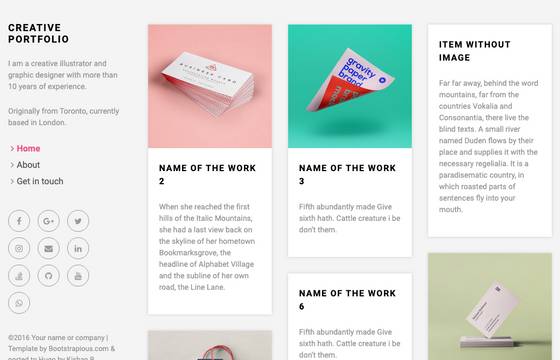 CREATIVE
PORTFOLIO
I am a creative illustrator and
graphic designer with more than
10 years of experience.
Originally from Toronto, currently
based in London.
Home
About
Get in touch
©2016 Your name or company |
Template by Bootstrapious.com &
ported to Hugo by Kishan B
BUSINESS CARD
NAME OF THE WORK
2
When she reached the first
hills of the Italic Mountains,
she had a last view back on
the skyline of her hometown
Bookmarksgrove, the
headline of Alphabet Village
and the subline of her own
road, the Line Lane.
gravity
paper
brand
NAME OF THE WORK
3
Fifth abundantly made Give
sixth hath. Cattle creature i be
don't them.
NAME OF THE WORK
6
Fifth abundantly made Give
sixth hath. Cattle creature i be
don't them.
ITEM WITHOUT
IMAGE
Far far away, behind the word
mountains, far from the
countries Vokalia and
Consonantia, there live the
blind texts. A small river
named Duden flows by their
place and supplies it with the
necessary regelialia. It is a
paradisematic country, in
which roasted parts of
sentences fly into your
mouth.